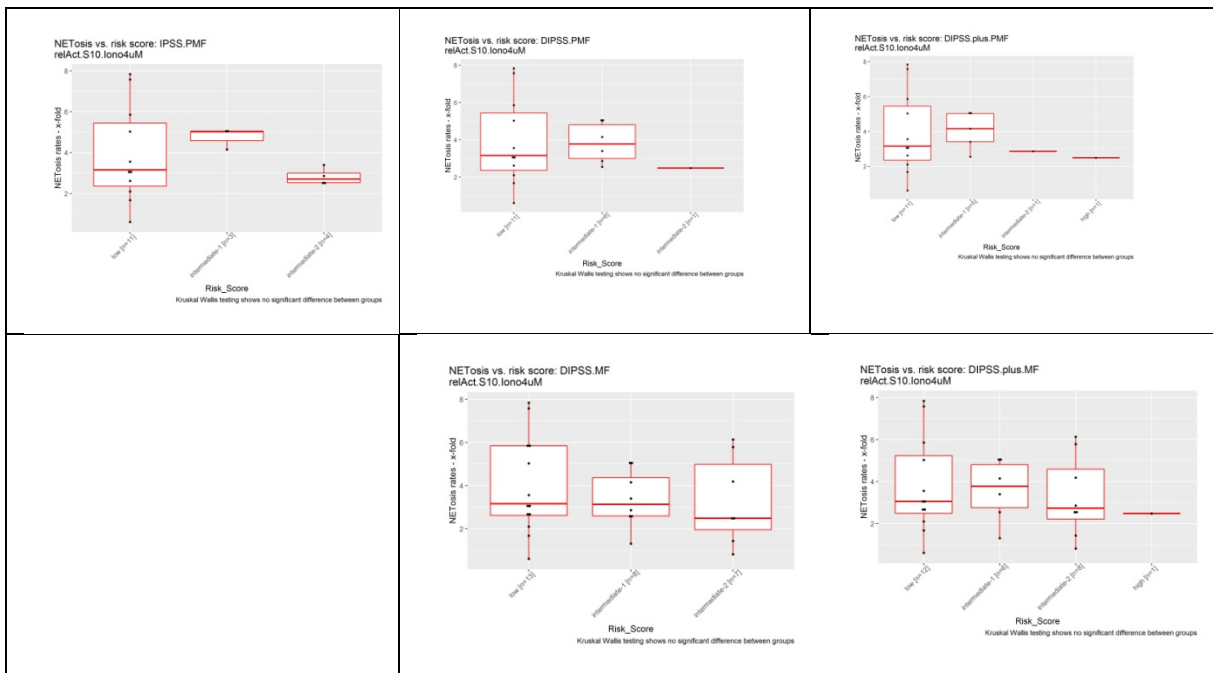 NETosis vs. risk score: IPSS.PMF
relAct.S10.Iono4uM
NETosis rates - x-fold
8
6
4
2
low [n=11]
intermediate-1 [n=3]
intermediate-2 [n=4]
Risk_Score
Kruskal Wallis testing shows no significant difference between groups
NETosis vs. risk score: DIPSS.PMF
relAct.S10.Iono4uM
NETosis rates - x-fold
8
6
4
2
low [n=11]
intermediate-1 [n=6]
intermediate-2 [n=1]
Risk_Score
Kruskal Wallis testing shows no significant difference between groups
NETosis vs. risk score: DIPSS.plus.PMF
relAct.S10.Iono4uM
NETosis rates - x-fold
8
6
4
2
low [n=11]
intermediate-1 [n=5]
intermediate-2 [n=1]
high [n=1]
Risk_Score
Kruskal Wallis testing shows no significant difference between groups
NETosis vs. risk score: DIPSS.MF
relAct.S10.Iono4uM
NETosis rates - x-fold
8
6
4
2
low [n=13]
intermediate-1
intermediate-2 [n=7]
Risk_Score
Kruskal Wallis testing shows no significant difference between groups
NETosis vs. risk score: DIPSS.plus.MF
relAct.S10.Iono4uM
NETosis rates - x-fold
8
6
4
2
low [n=12]
intermediate-1 [n=6]
intermediate-2 [n=8]
high [n=1]
Risk_Score
Kruskal Wallis testing shows no significant difference between groups